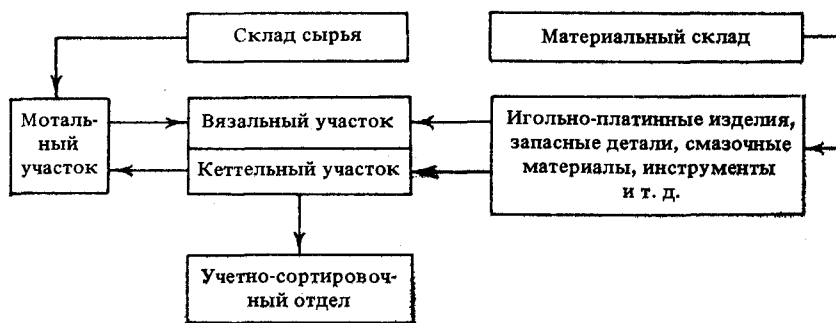 Склад сырья
Материальный склад
Моталь-
ный
участок
Вязальный участок
Кеттельный участок
Игольно-платинные изделия,
запасные детали, смазочные
материалы, инструменты
и т. д.
Учетно-сортировоч-
ный отдел